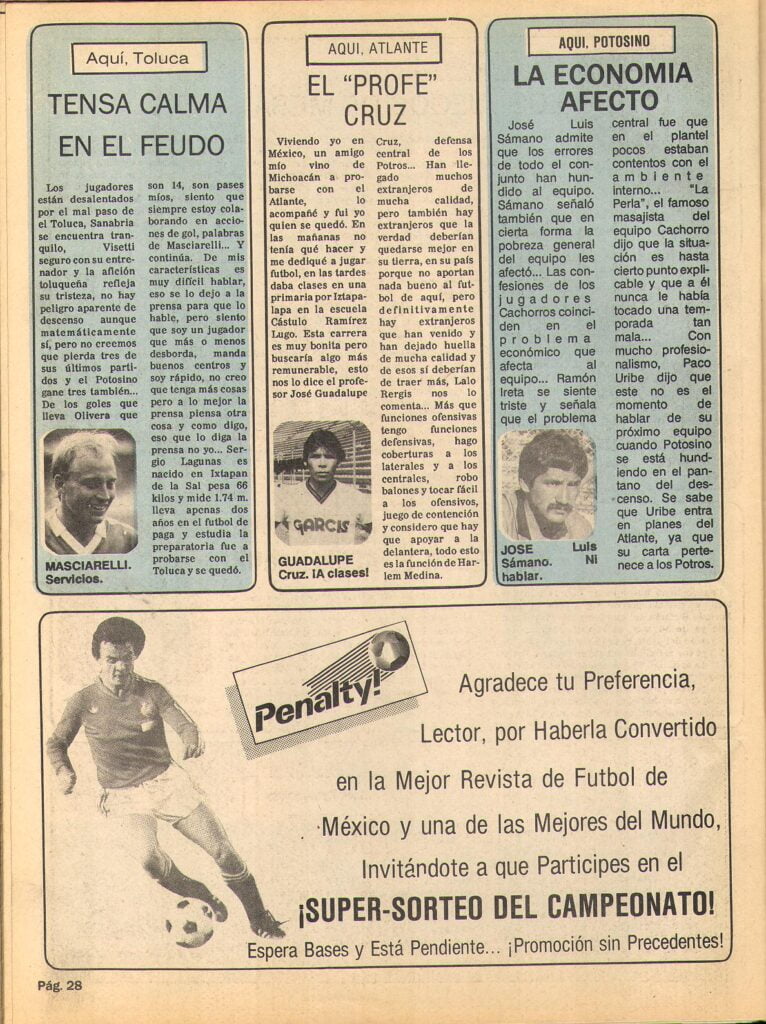 Aquí, Toluca
TENSA CALMA
EN EL FEUDO
Los jugadores
están desalentados
por el mal paso de
el Toluca, Sanabria
se encuentra tran-
quilo, Visetti
seguro con su entre-
nador y la afición
toluqueña refleja
su tristeza, no hay
peligro aparente de
descenso aunque
matemáticamente
sí, pero no creemos
que pierda tres de
sus últimos parti-
dos y el Potosino
gane tres también...
De los goles que
lleva Olivera que
MASCIARELLI.
Servicios.
son 14, son pases
míos, siento que
siempre estoy cola-
borando en accio-
nes de gol, palabras
de Masciarelli... Y
continúa. De mis
características es
muy difícil hablar,
eso se lo dejo a la
prensa para que lo
hable, pero siento
que soy un jugador
que más o menos
desborda, manda
buenos centros y
soy rápido, no creo
que tenga más cosas
pero a lo mejor la
prensa piensa otra
cosa y como digo,
eso que lo diga la
prensa no yo... Ser-
gio Lagunas es
nacido en Ixtapan
de la Sal pesa 66
kilos y mide 1.74 m.
lleva apenas dos
años en el futbol de
paga y estudia la
preparatoria fue a
probarse con el
Toluca y se quedó.
AQUI, ATLANTE
EL "PROFE"
CRUZ
Viviendo yo en
México, un amigo
mío vino de
Michoacán a pro-
barse con el
Atlante, lo
acompañé y fui yo
quien se quedó. En
las mañanas no
tenía qué hacer y
me dediqué a jugar
futbol, en las tardes
daba clases en una
primaria por Iztapa-
lapa en la escuela
Cástulo Ramírez
Lugo. Esta carrera
es muy bonita pero
buscaría algo más
remunerable, esto
nos lo dice el profe-
sor José Guadalupe
GARCIS
GUADALUPE
Cruz. ¡A clases!
Cruz, defensa
central de los
Potros... Han lle-
gado muchos
extranjeros de
mucha calidad,
pero también hay
extranjeros que la
verdad deberían
quedarse mejor en
su tierra, en su país
porque no aportan
nada bueno al fut-
bol de aquí, pero
definitivamente
hay extranjeros
que han venido y
han dejado huella
de mucha calidad y
de esos sí deberían
de traer más, Lalo
Rergis nos lo
comenta... Más que
funciones ofensivas
tengo funciones
defensivas, hago
coberturas a los
laterales y a los
centrales, robo
balones y tocar fácil
a los ofensivos,
juego de contención
y considero que hay
que apoyar a la
delantera, todo esto
es la función de Har-
lem Medina.
AQUI, POTOSINO
LA ECONOMIA
AFECTO
José Luis
Sámano admite
que los errores
de todo el con-
junto han hun-
dido al equipo.
Sámano señaló
también que en
cierta forma la
pobreza general
del equipo les
afectó... Las con-
fesiones de los
jugadores
Cachorros coinci-
den en el
problema
económico que
afecta al
equipo... Ramón
Ireta se siente
triste y señala
que el problema
JOSE Luis
Sámano. Ni
hablar.
central fue que
en el plantel
pocos estaban
contentos con el
ambiente
interno... "La
Perla", el famoso
masajista del
equipo Cachorro
dijo que la situa-
ción es hasta
cierto punto expli-
cable y que a él
nunca le había
tocado una tem-
porada tan
mala... Con
mucho profesio-
nalismo, Paco
Uribe dijo que
este no es el
momento de
hablar de su
próximo equipo
cuando Potosino
se está hun-
diendo en el pan-
tano del des-
censo. Se sabe
que Uribe entra
en planes del
Atlante, ya que
su carta perte-
nece a los Potros.
Penalty!
Agradece tu Preferencia,
Lector, por Haberla Convertido
en la Mejor Revista de Futbol de
México y una de las Mejores del Mundo,
Invitándote a que Participes en el
¡SUPER-SORTEO DEL CAMPEONATO!
Espera Bases y Está Pendiente... ¡Promoción sin Precedentes!
Pág. 28